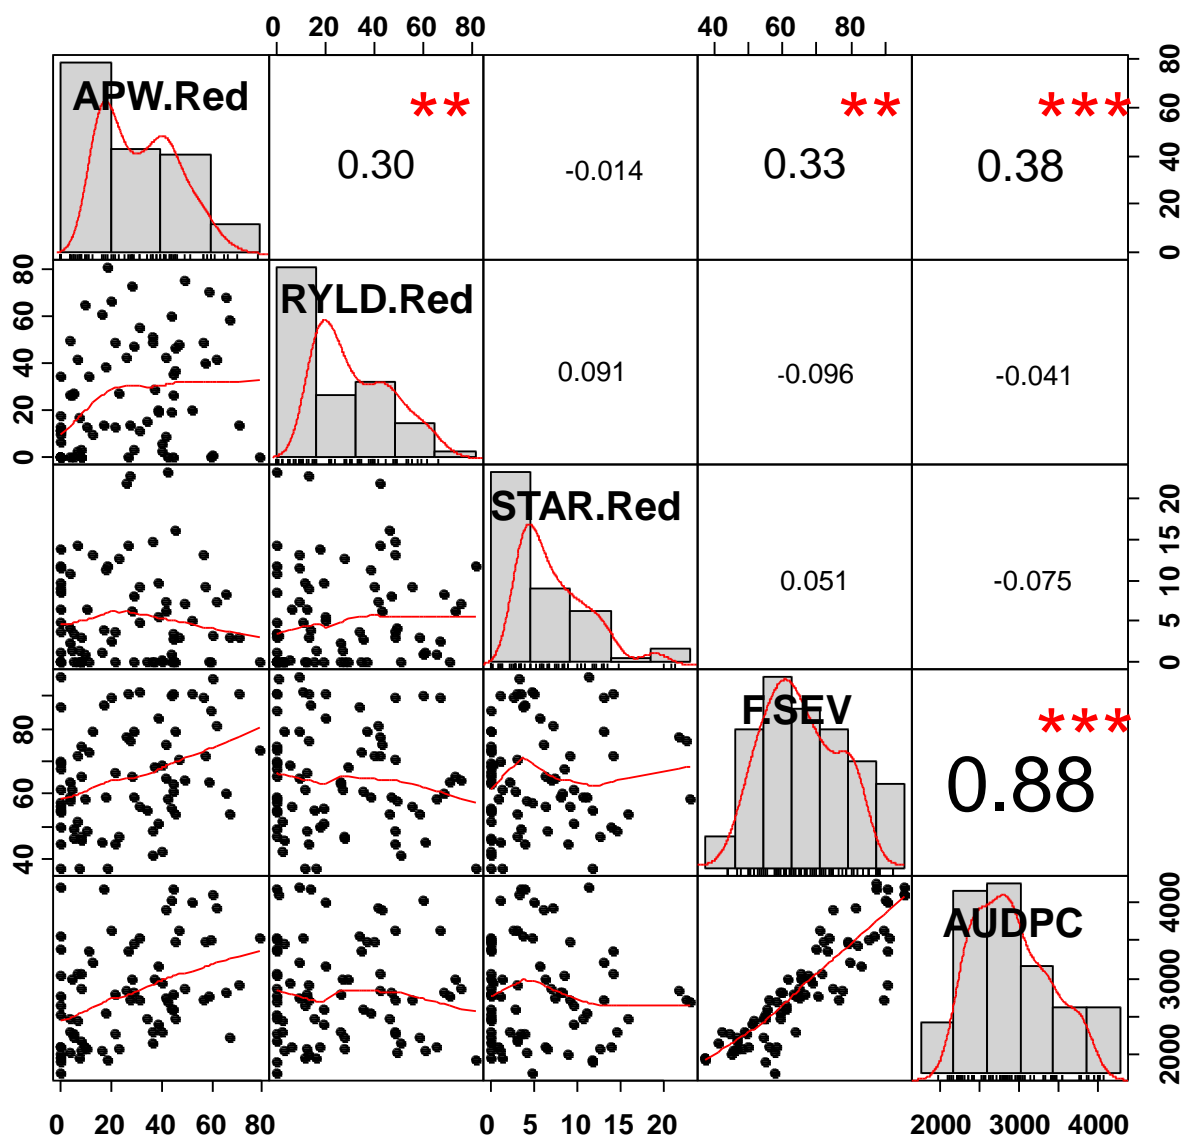 0 20 40 60 80 40 60 80
APW.Red ** ** *** 80
0.30 -0.014 0.33 0.38 60
40
20
0
80 RYLD.Red
60 0.091 -0.096 -0.041
40
20
0
STAR.Red 20
0.051 -0.075 15
10
5
0
80 F.SEV ***
60 0.88
40
AUDPC 4000
3000
2000
0 20 40 60 80 0 5 10 15 20 2000 3000 4000